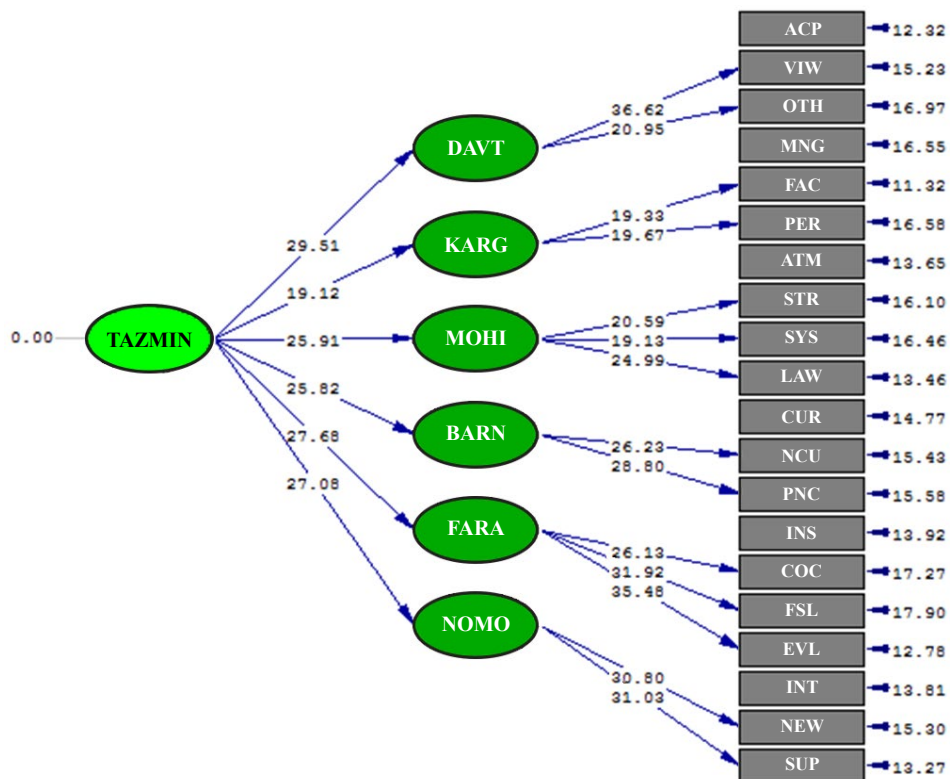 ACP 12.32
VIW 15.23
36.62
OTH 16.97
20.95
DAVT
MNG 16.55
FAC 11.32
19.33
PER 16.58
29.51
KARG
19.67
ATM 13.65
19.12
STR 16.10
20.59
0.00 TAZMIN 25.91 MOHI 19.13 SYS 16.46
24.99
LAW 13.46
25.82
CUR 14.77
27.68
BARN
26.23
NCU 15.43
28.80
27.08
PNC 15.58
FARA
INS 13.92
26.13
COC 17.27
31.92
35.48
FSL 17.90
NOMO
EVL 12.78
30.80
INT 13.81
31.03
NEW 15.30
SUP 13.27